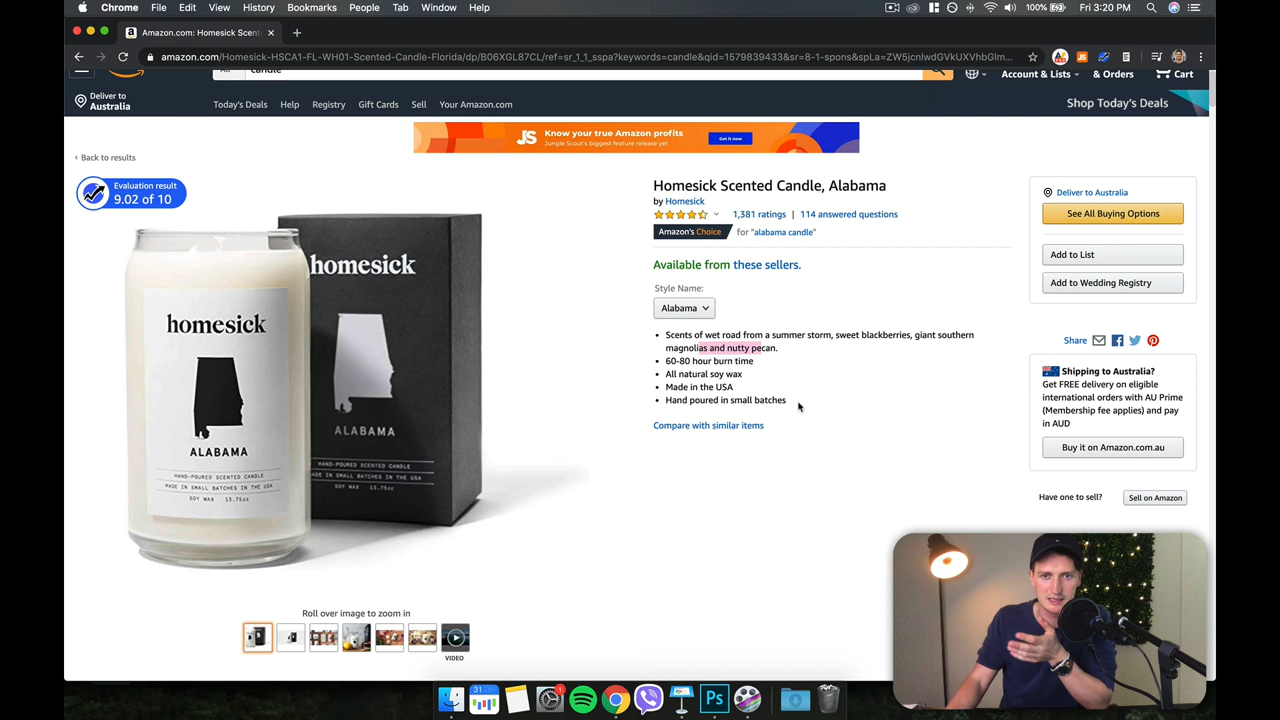 Chrome File Edit View History Bookmarks People Tab Window Help
100% Fri 3:20 PM
Amazon.com: Homesick Scent
amazon.com/Homesick-HSCA1-FL-WH01-Scented-Candle-Florida/dp/B06XGL87CL/ref=sr_1_1_sspa?keywords=candle&qid=1579839433&sr=8-1-spons&spLa=ZW5jcnlwdGVkUXVhbGlm...
All candle
Account & Lists & Orders Cart
Deliver to
Australia
Today's Deals Help Registry Gift Cards Sell Your Amazon.com
Shop Today's Deals
JS Know your true Amazon profits
Jungle Scout's biggest feature release yet
Get it now
‹ Back to results
Evaluation result
9.02 of 10
homesick
ALABAMA
HAND-POURED SCENTED CANDLE
MADE IN SMALL BATCHES IN THE USA
SOY WAX 13.75oz
homesick
ALABAMA
HAND-POURED SCENTED CANDLE
MADE IN SMALL BATCHES IN THE USA
SOY WAX 13.75oz
Roll over image to zoom in
VIDEO
Homesick Scented Candle, Alabama
by Homesick
1,381 ratings | 114 answered questions
Amazon's Choice for "alabama candle"
Available from these sellers.
Style Name:
Alabama
• Scents of wet road from a summer storm, sweet blackberries, giant southern
magnolias and nutty pecan.
• 60-80 hour burn time
• All natural soy wax
• Made in the USA
• Hand poured in small batches
Compare with similar items
Deliver to Australia
See All Buying Options
Add to List
Add to Wedding Registry
Share
Shipping to Australia?
Get FREE delivery on eligible
international orders with AU Prime
(Membership fee applies) and pay
in AUD
Buy it on Amazon.com.au
Have one to sell? Sell on Amazon
31
1
Ps